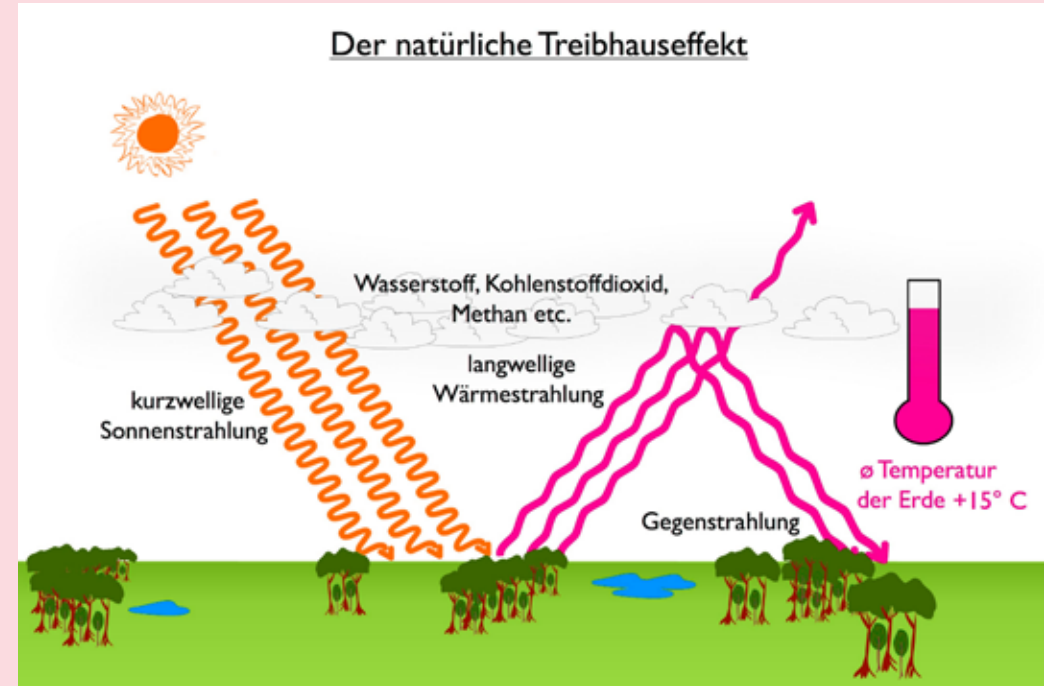 Der natürliche Treibhauseffekt
Wasserstoff, Kohlenstoffdioxid,
Methan etc.
langwellige
Wärmestrahlung
kurzwellige
Sonnenstrahlung
ø Temperatur
der Erde +15° C
Gegenstrahlung